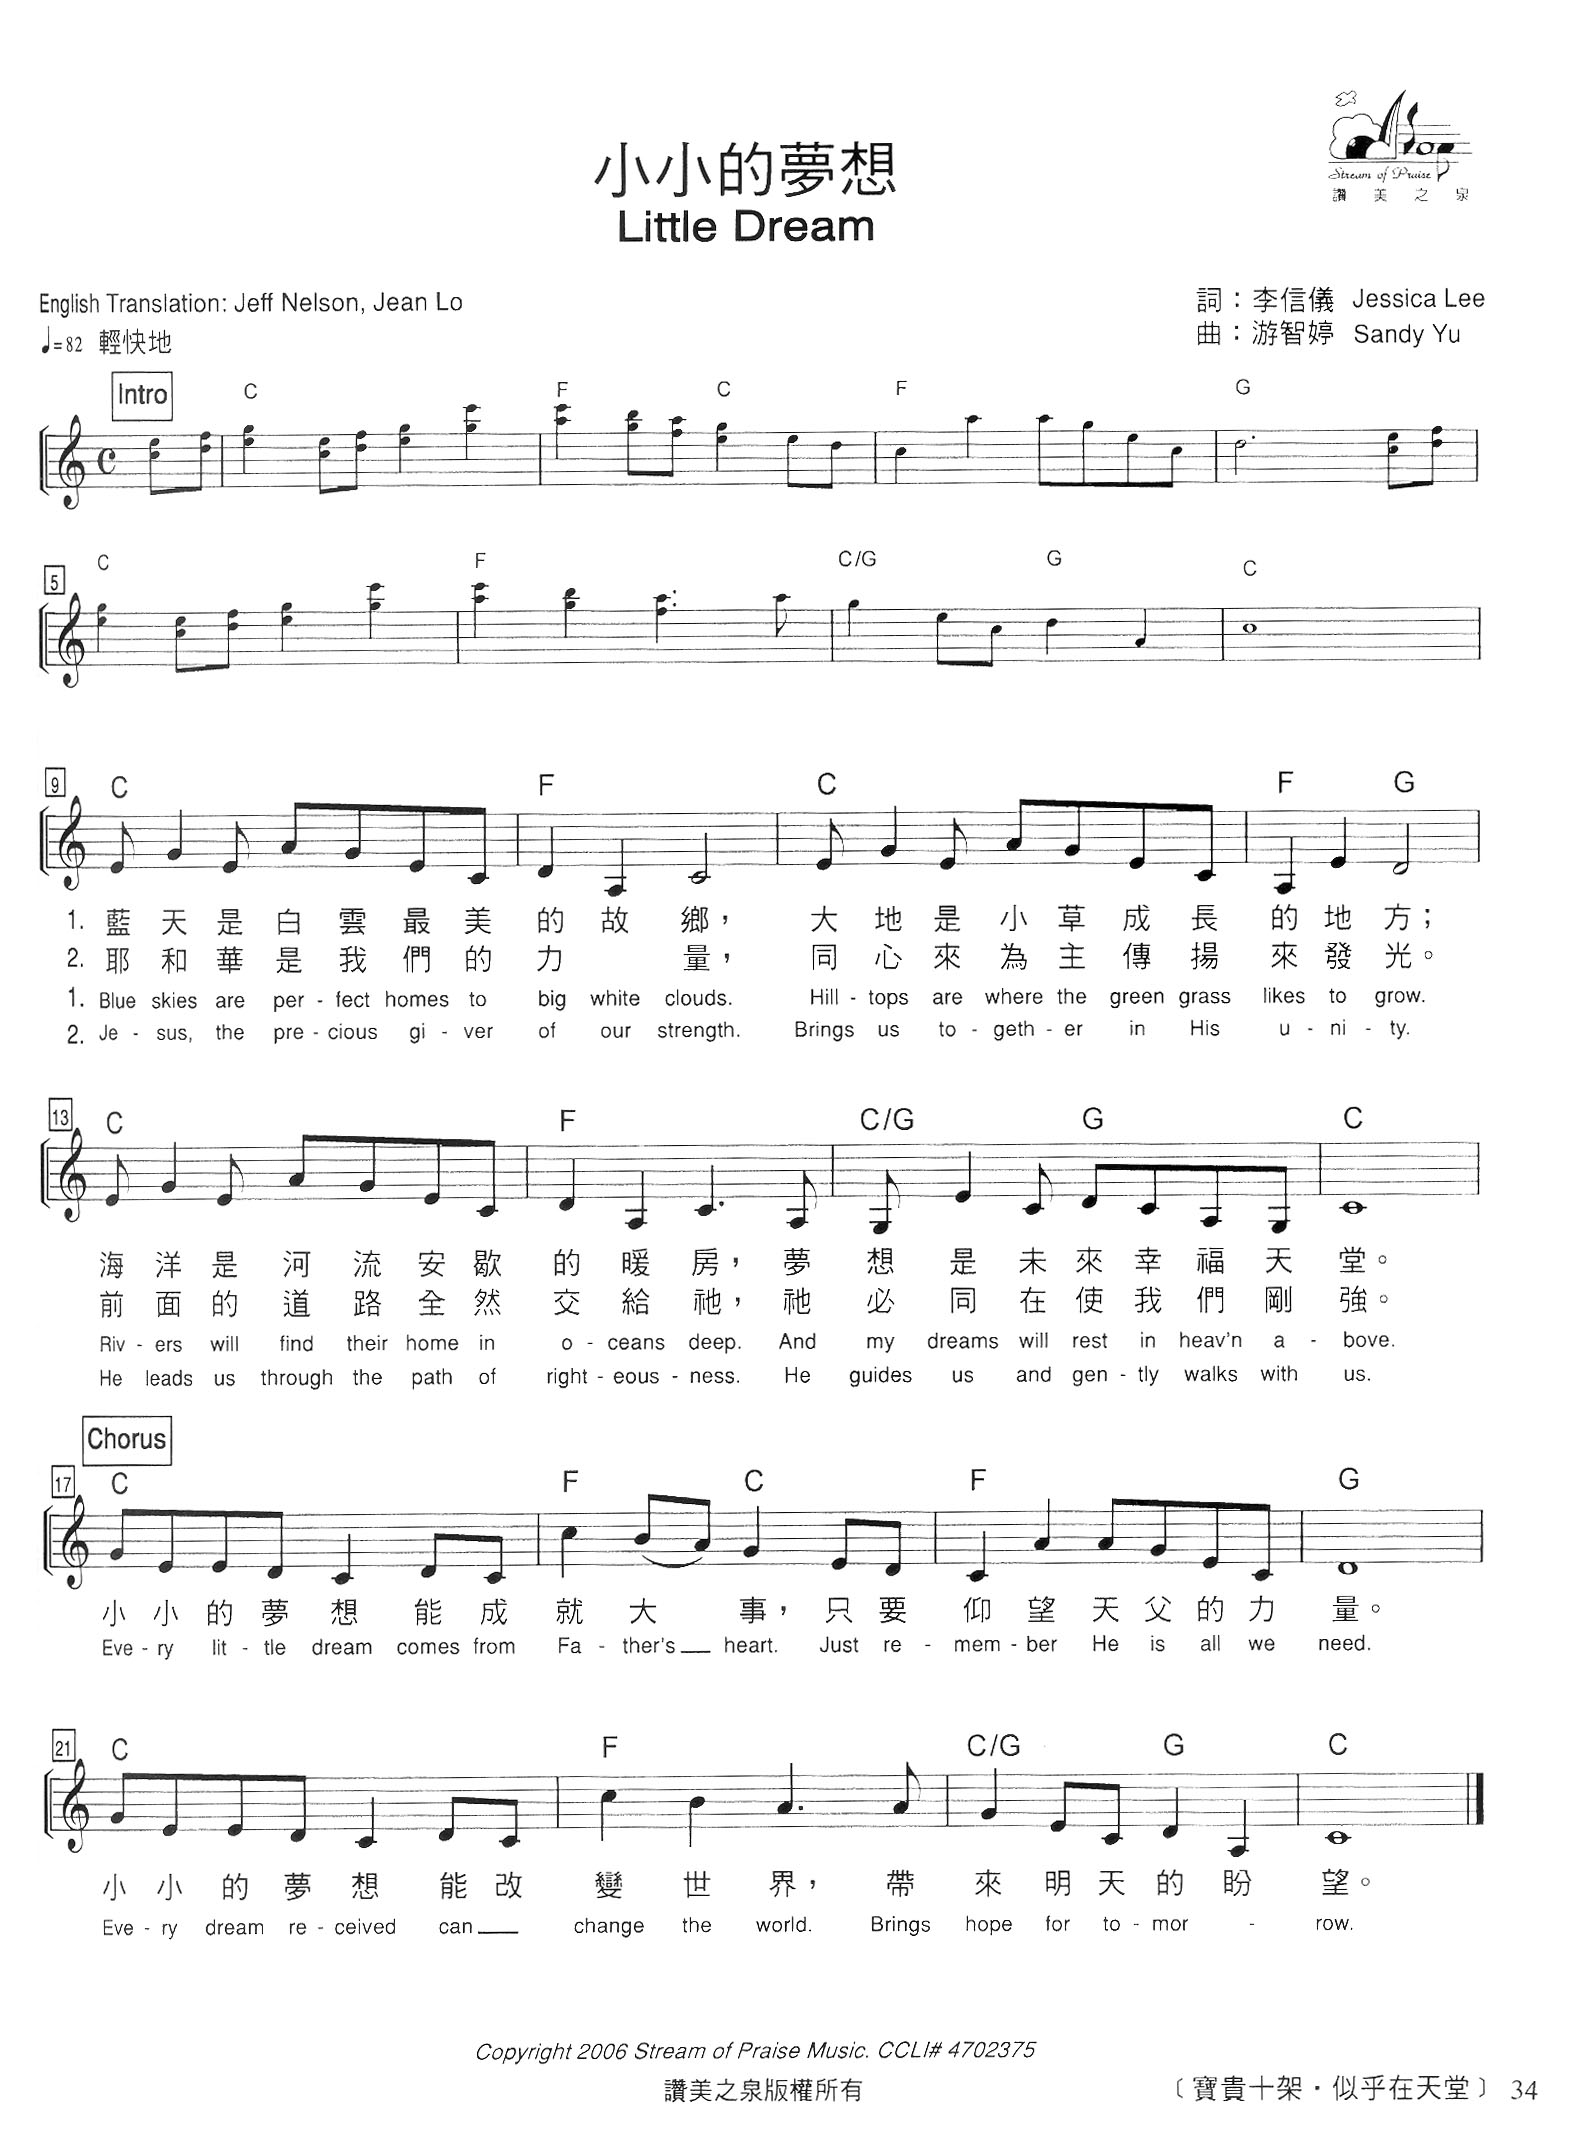 Stream of Praise
讚美之泉
小小的夢想
Little Dream
English Translation: Jeff Nelson, Jean Lo
詞：李信儀 Jessica Lee
♩=82 輕快地
曲：游智婷 Sandy Yu
Intro
C F C F G
5
C F C/G G C
9
C F C F G
1. 藍天是白雲最美的故鄉， 大地是小草成長的地方；
2. 耶和華是我們的力量， 同心來為主傳揚來發光。
1. Blue skies are per - fect homes to big white clouds. Hill - tops are where the green grass likes to grow.
2. Je - sus, the pre - cious gi - ver of our strength. Brings us to - geth - er in His u - ni - ty.
13
C F C/G G C
海洋是河流安歇的暖房，夢想是未來幸福天堂。
前面的道路全然交給祂，祂必同在使我們剛強。
Riv - ers will find their home in o - ceans deep. And my dreams will rest in heav'n a - bove.
He leads us through the path of right - eous - ness. He guides us and gen - tly walks with us.
Chorus
17
C F C F G
小小的夢想能成就大事，只要仰望天父的力量。
Eve - ry lit - tle dream comes from Fa - ther's heart. Just re - mem - ber He is all we need.
21
C F C/G G C
小小的夢想能改變世界，帶來明天的盼望。
Eve - ry dream re - ceived can change the world. Brings hope for to - mor - row.
Copyright 2006 Stream of Praise Music. CCLI# 4702375
讚美之泉版權所有
〔寶貴十架・似乎在天堂〕 34